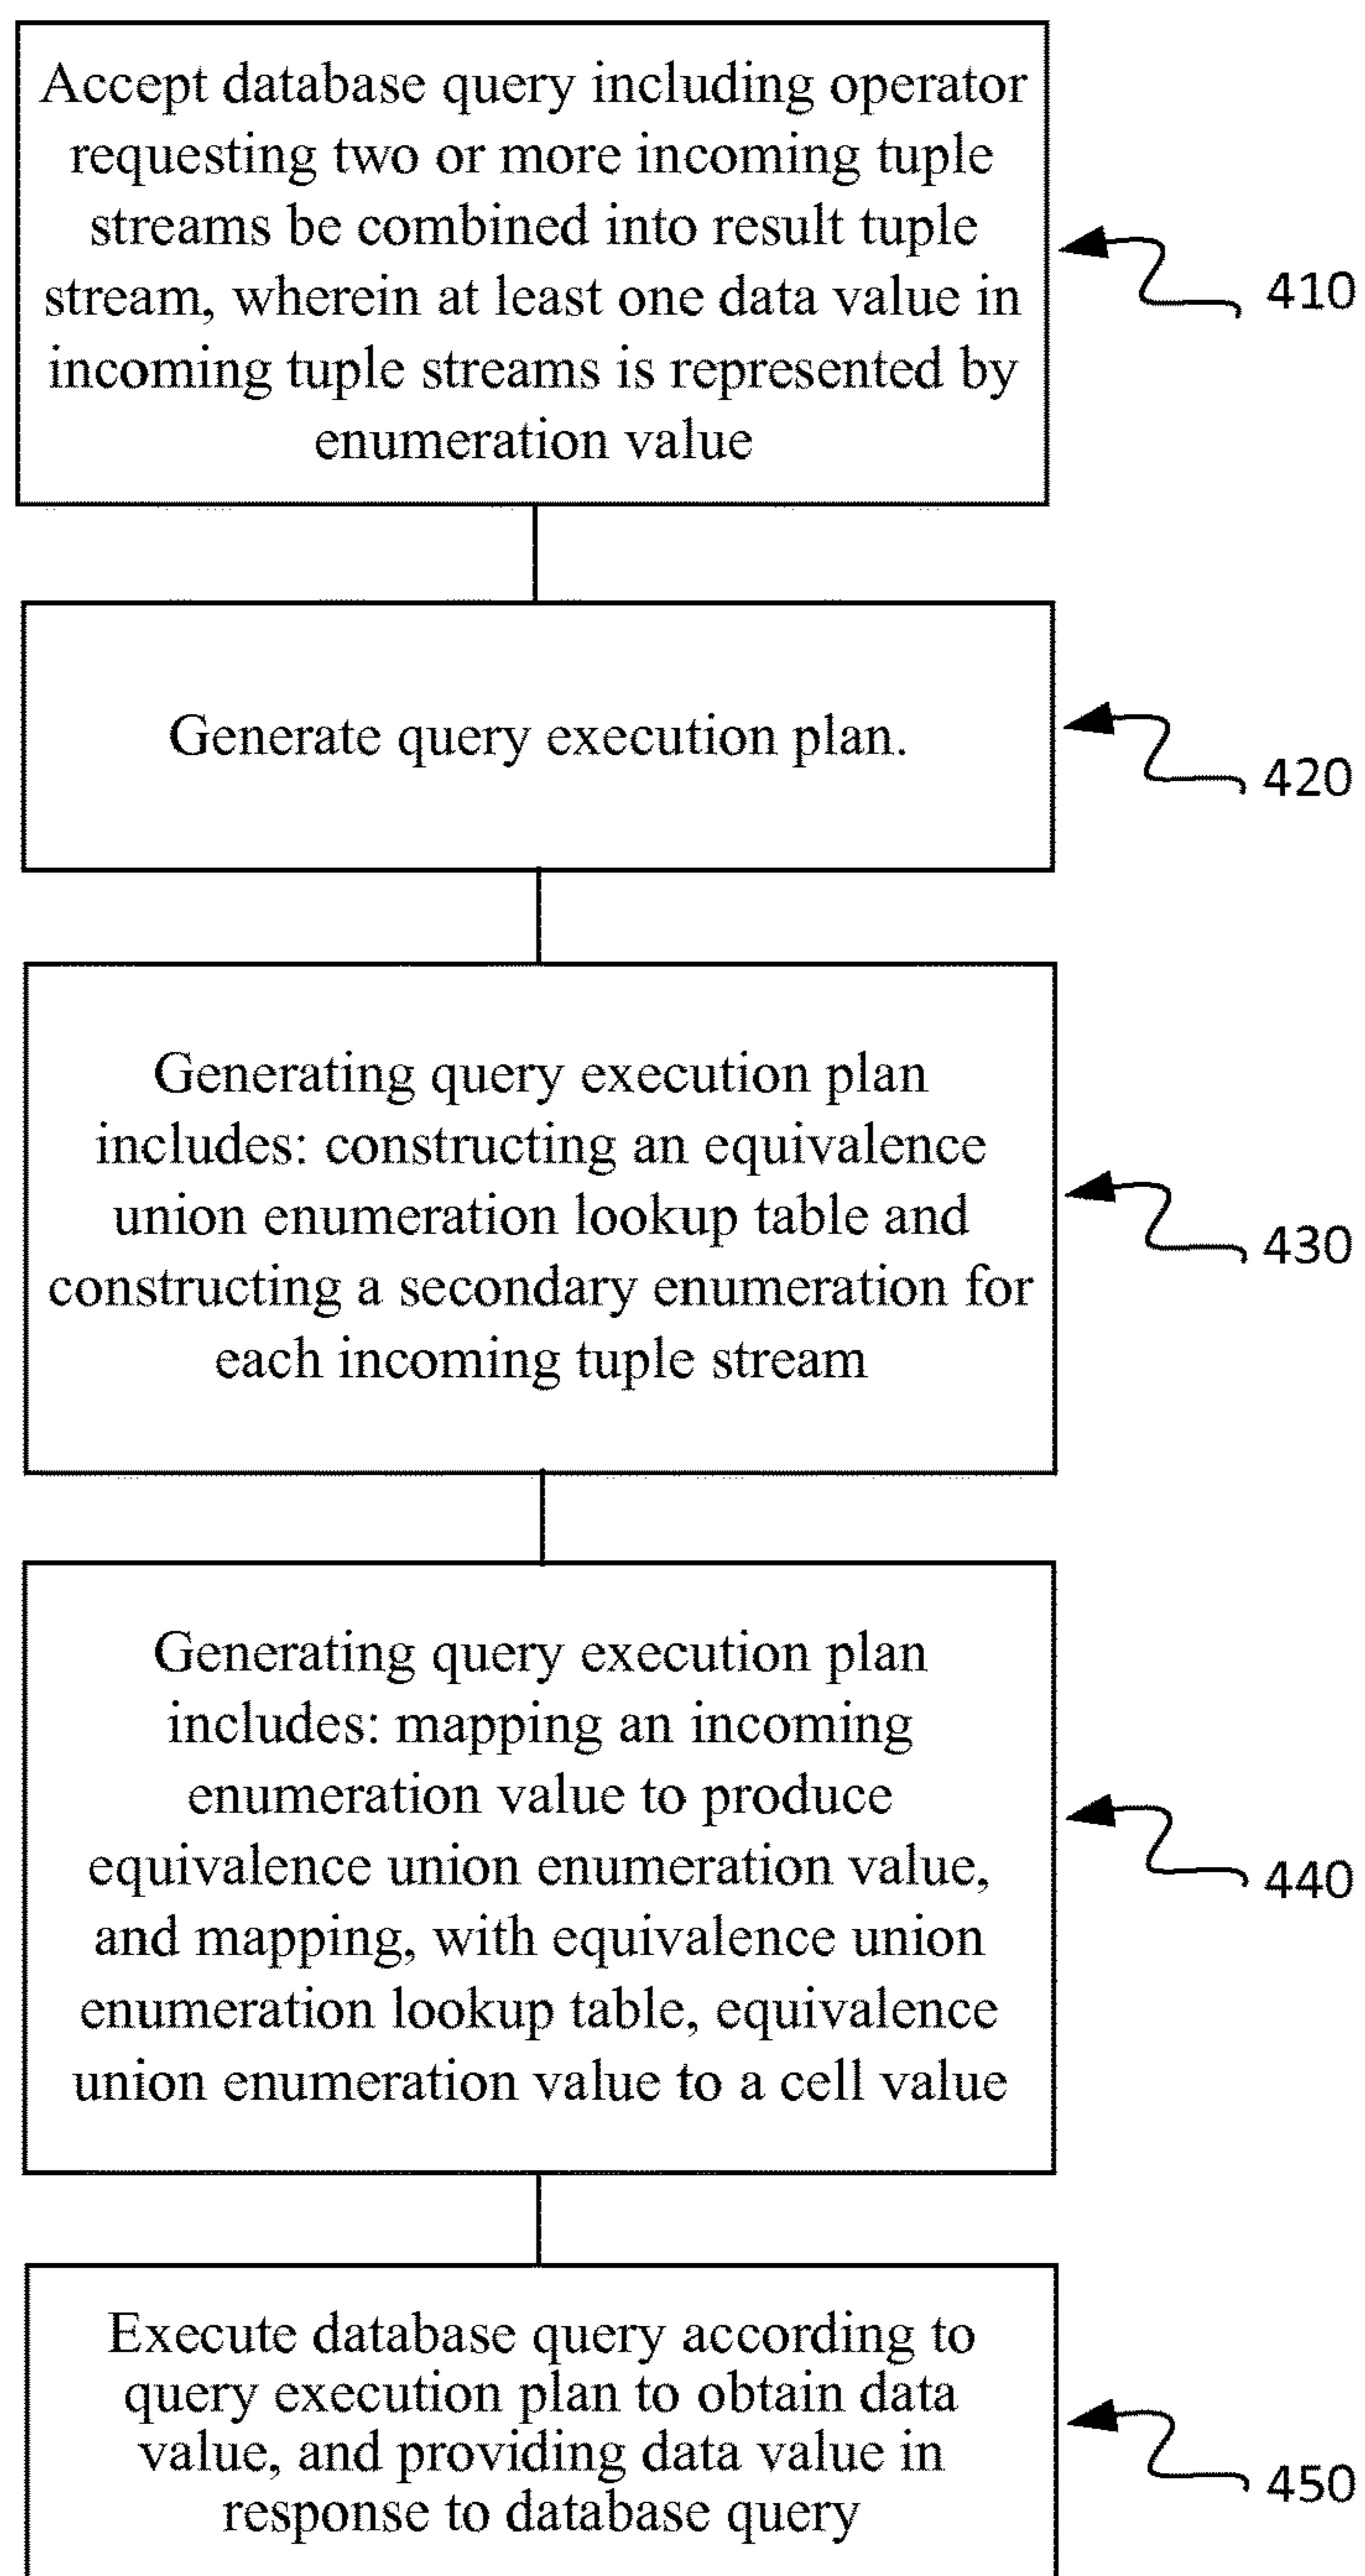 Accept database query including operator
requesting two or more incoming tuple
streams be combined into result tuple
stream, wherein at least one data value in
incoming tuple streams is represented by
enumeration value
410
Generate query execution plan.
420
Generating query execution plan
includes: constructing an equivalence
union enumeration lookup table and
constructing a secondary enumeration for
each incoming tuple stream
430
Generating query execution plan
includes: mapping an incoming
enumeration value to produce
equivalence union enumeration value,
and mapping, with equivalence union
enumeration lookup table, equivalence
union enumeration value to a cell value
440
Execute database query according to
query execution plan to obtain data
value, and providing data value in
response to database query
450